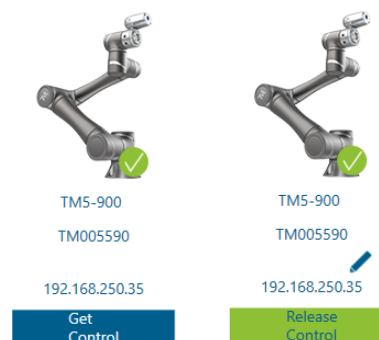 TM5-900
TM005590
192.168.250.35
Get
Control
TM5-900
TM005590
192.168.250.35
Release
Control